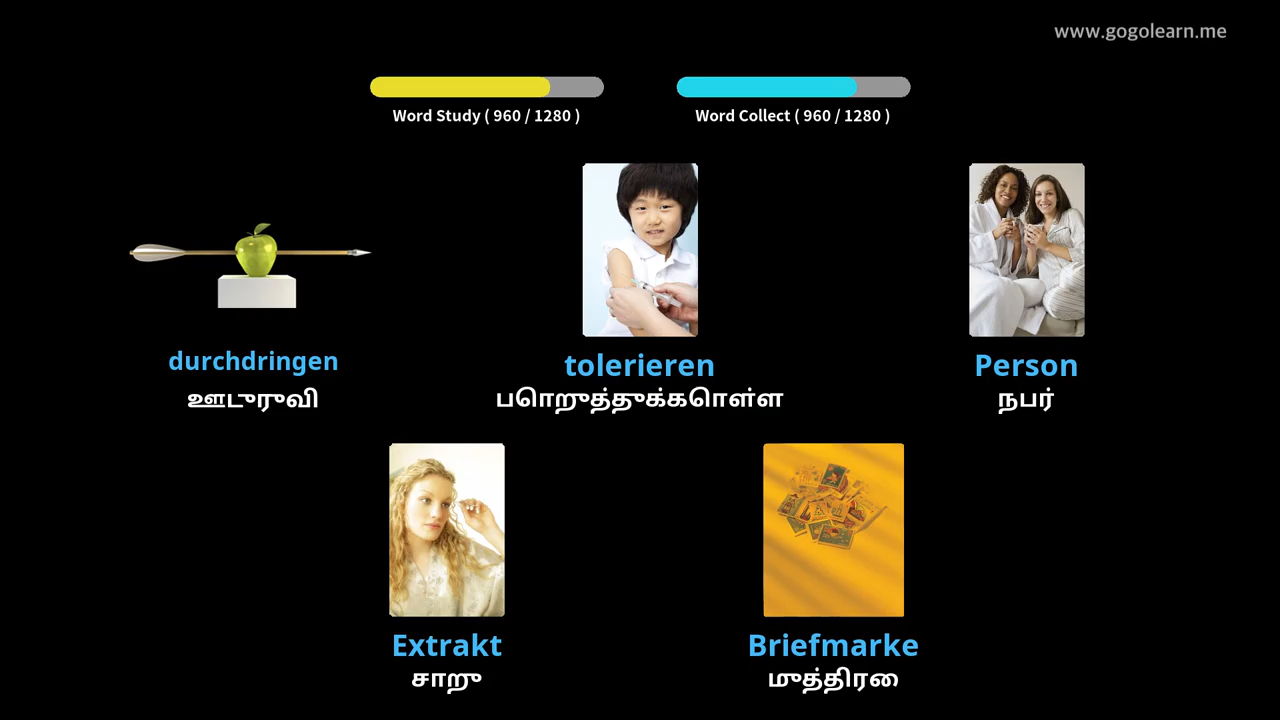 www.gogolearn.me
Word Study ( 960 / 1280 )
Word Collect ( 960 / 1280 )
durchdringen
ஊடுருவி
tolerieren
பொறுத்துக்கொள்ள
Person
நபர்
Extrakt
சாறு
Briefmarke
முத்திரை